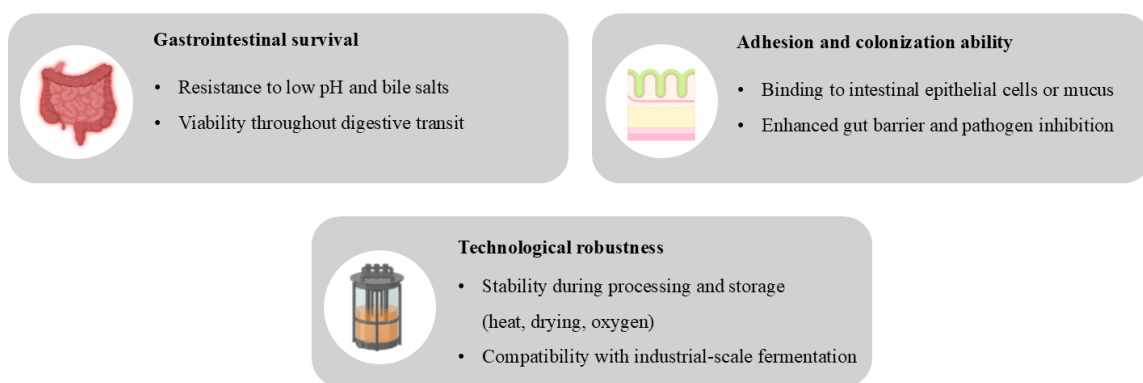 Gastrointestinal survival
• Resistance to low pH and bile salts
• Viability throughout digestive transit
Adhesion and colonization ability
• Binding to intestinal epithelial cells or mucus
• Enhanced gut barrier and pathogen inhibition
Technological robustness
• Stability during processing and storage
(heat, drying, oxygen)
• Compatibility with industrial-scale fermentation